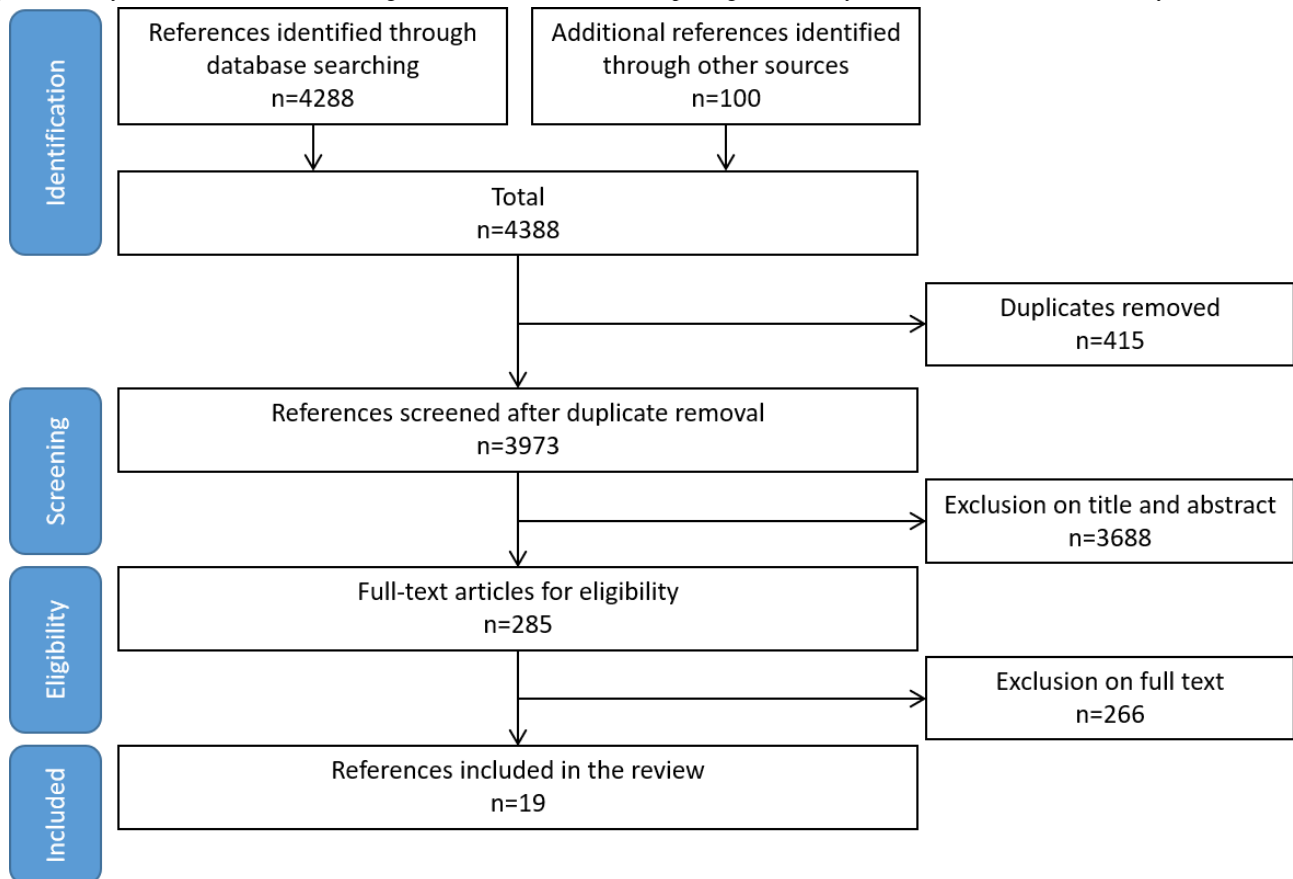 Identification
References identified through
database searching
n=4288
Additional references identified
through other sources
n=100
Total
n=4388
Duplicates removed
n=415
Screening
References screened after duplicate removal
n=3973
Exclusion on title and abstract
n=3688
Eligibility
Full-text articles for eligibility
n=285
Exclusion on full text
n=266
Included
References included in the review
n=19